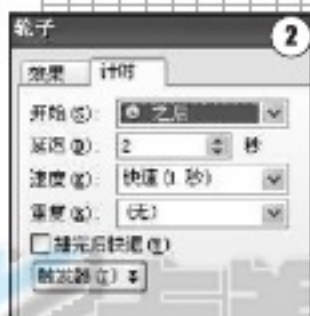 轮子
2
效果 计时
开始(S): 之后
延迟(D): 2 秒
速度(E): 快速(1 秒)
重复(R): (无)
播完后快退(W)
触发器(T)